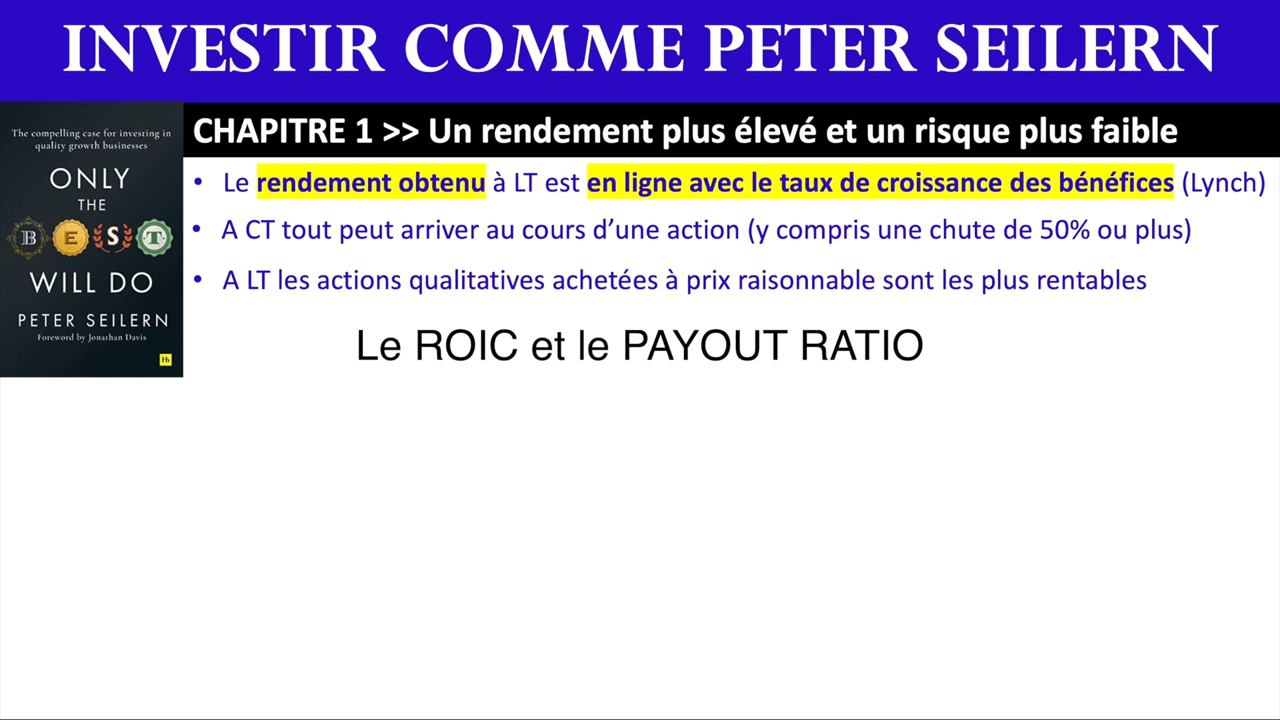 INVESTIR COMME PETER SEILERN
The compelling case for investing in
quality growth businesses
ONLY
THE
BEST
WILL DO
PETER SEILERN
Foreword by Jonathan Davis
Hh
CHAPITRE 1 >> Un rendement plus élevé et un risque plus faible
• Le rendement obtenu à LT est en ligne avec le taux de croissance des bénéfices (Lynch)
• A CT tout peut arriver au cours d’une action (y compris une chute de 50% ou plus)
• A LT les actions qualitatives achetées à prix raisonnable sont les plus rentables
Le ROIC et le PAYOUT RATIO